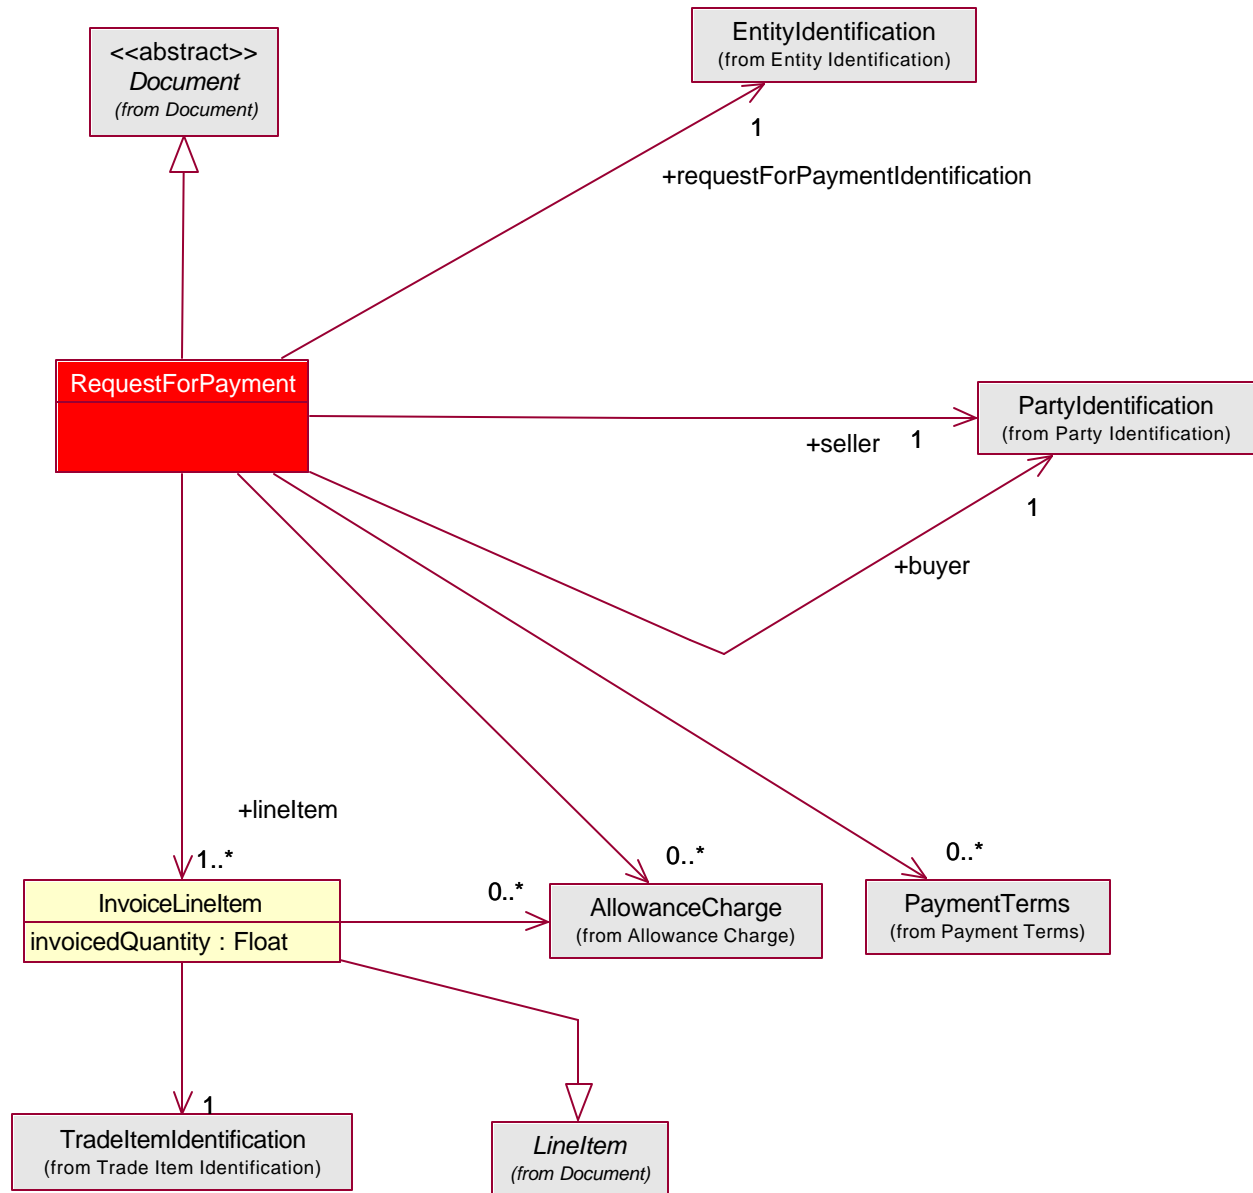 EntityIdentification
(from Entity Identification)
<<abstract>>
Document
(from Document)
1
+requestForPaymentIdentification
RequestForPayment
PartyIdentification
(from Party Identification)
+seller
1
1
+buyer
+lineItem
1..*
0..*
0..*
0..*
InvoiceLineItem
invoicedQuantity : Float
AllowanceCharge
(from Allowance Charge)
PaymentTerms
(from Payment Terms)
1
TradeItemIdentification
(from Trade Item Identification)
LineItem
(from Document)